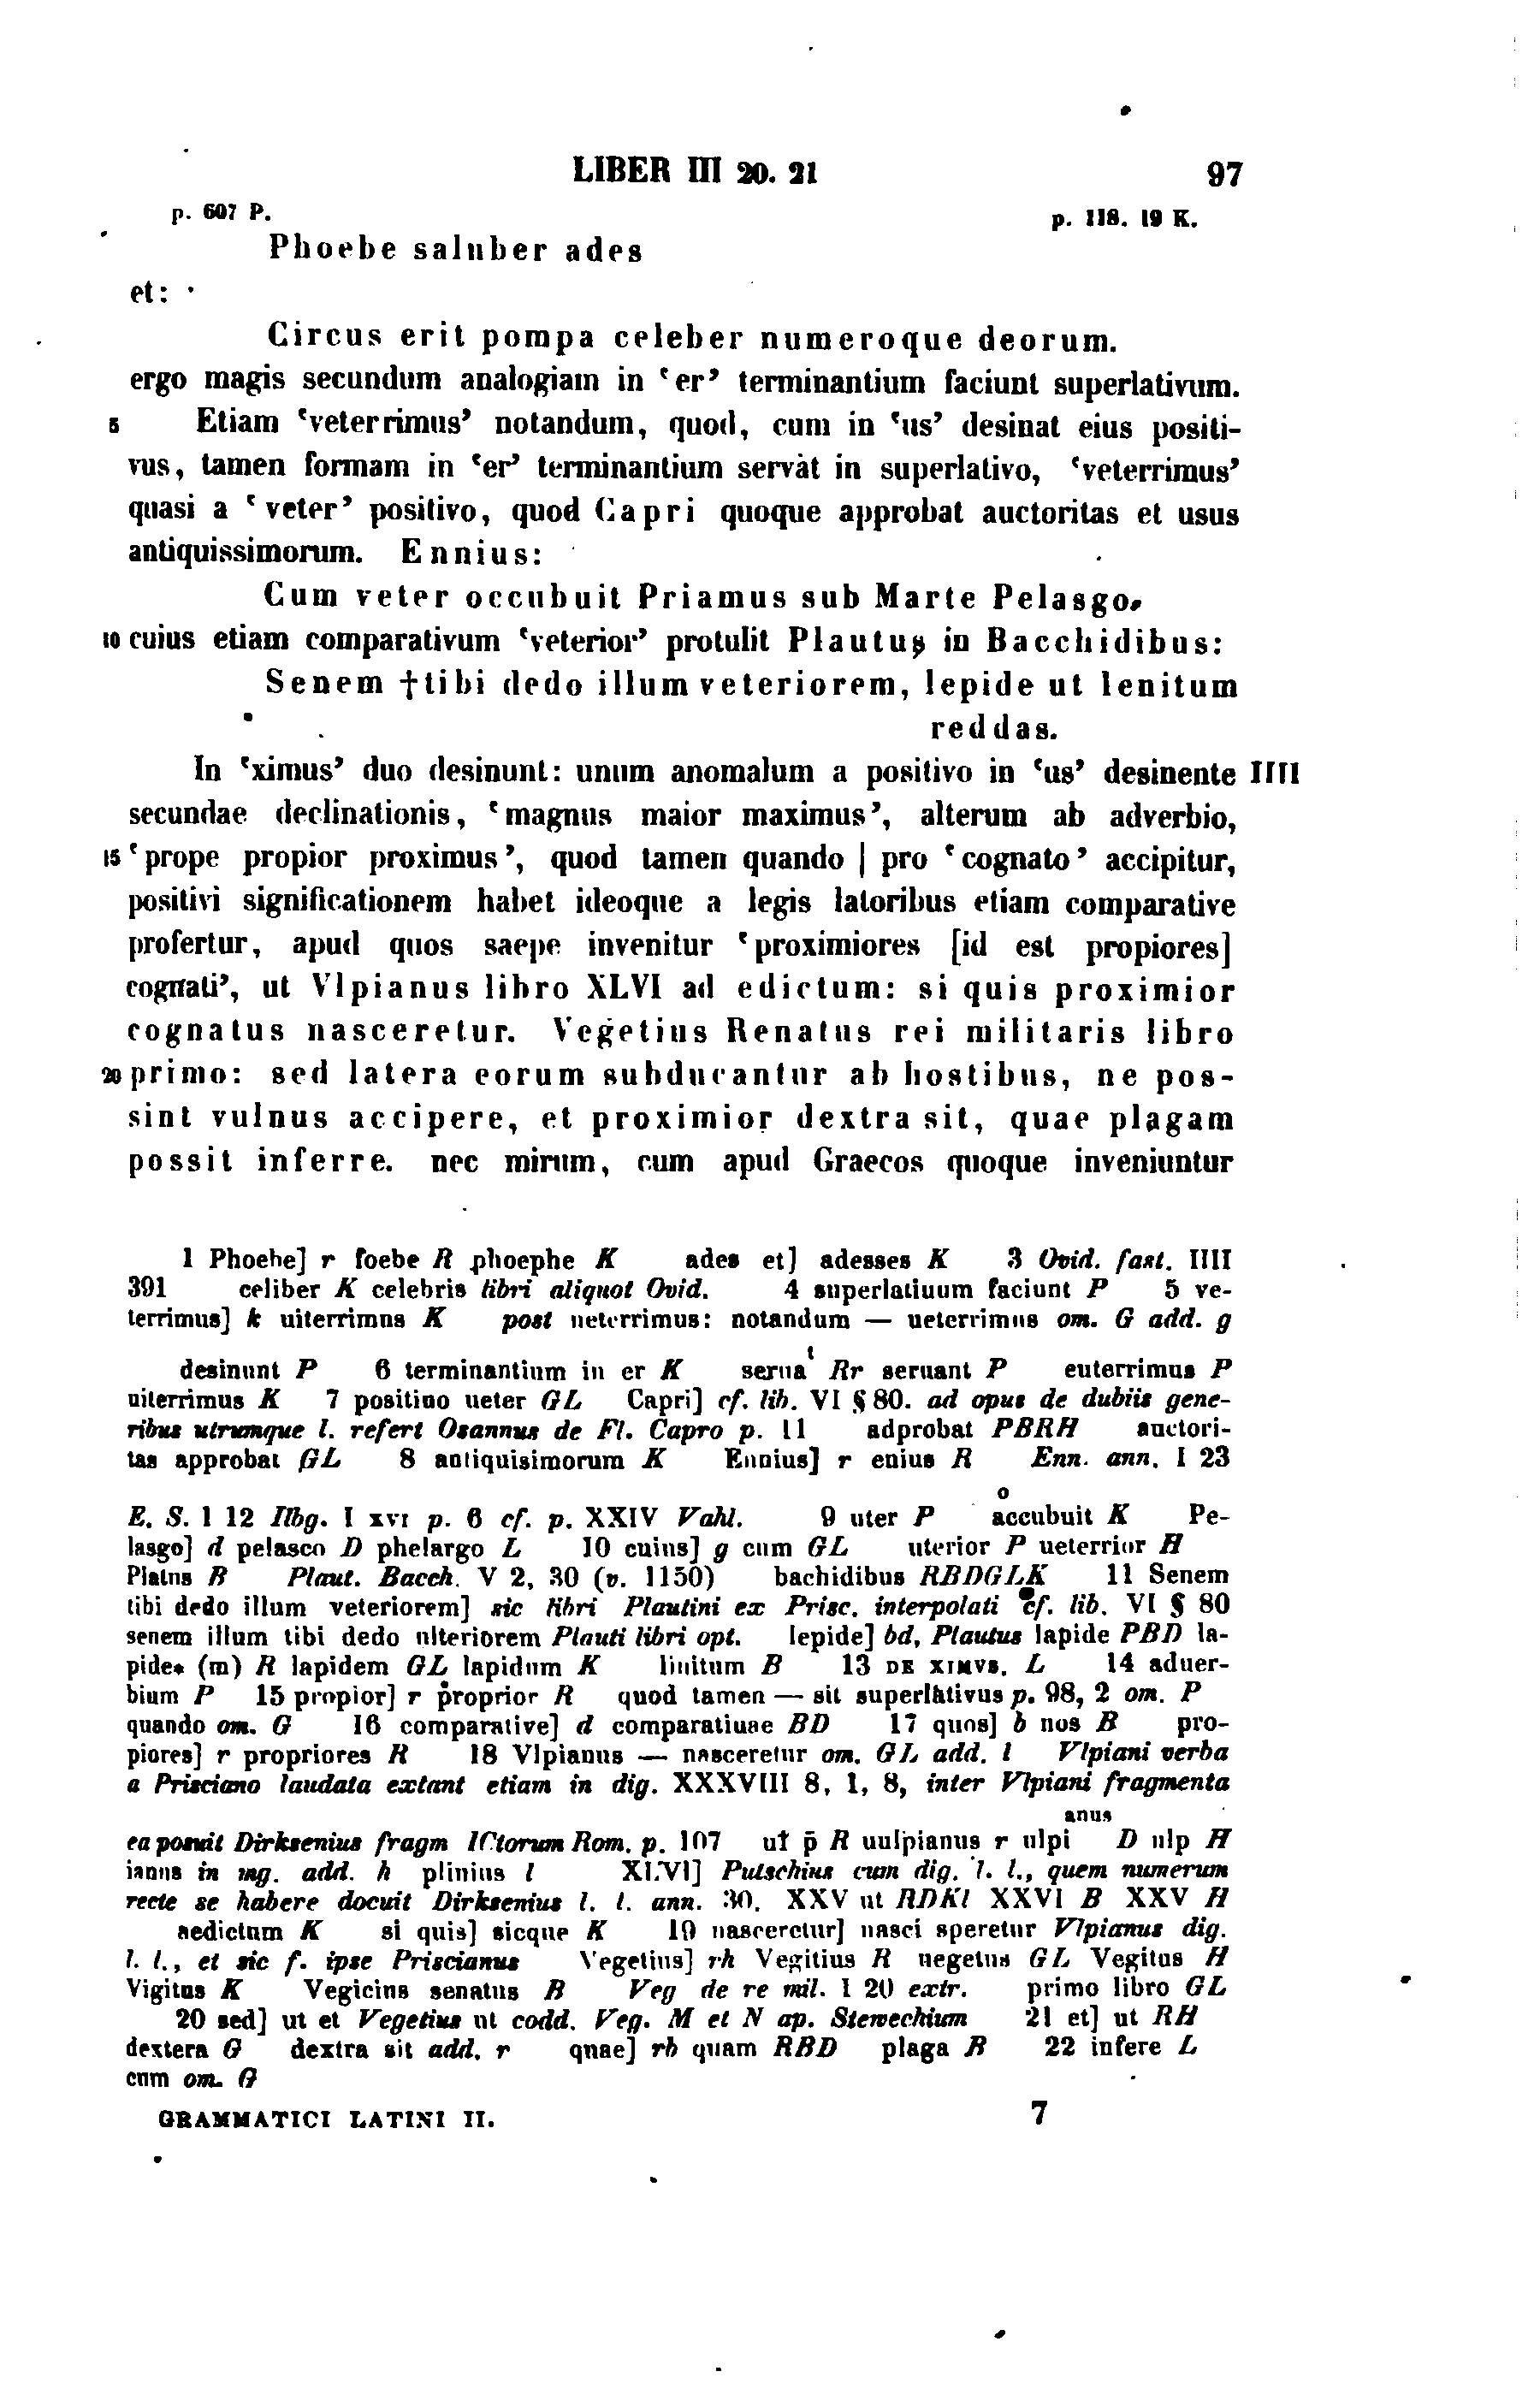 LIBER III 20. 21 97
p. 607 P. p. 118. 19 K.
Phoebe saluber ades
et:
Circus erit pompa celeber numeroque deorum.
ergo magis secundum analogiam in ‘er’ terminantium faciunt superlativum.
5 Etiam ‘veterrimus’ notandum, quod, cum in ‘us’ desinat eius positi-
vus, tamen formam in ‘er’ terminantium servat in superlativo, ‘veterrimus’
quasi a ‘veter’ positivo, quod Capri quoque approbat auctoritas et usus
antiquissimorum. Ennius:
Cum veter occubuit Priamus sub Marte Pelasgo,
10 cuius etiam comparativum ‘veterior’ protulit Plautus in Bacchidibus:
Senem †tibi dedo illum veteriorem, lepide ut lenitum
reddas.
In ‘ximus’ duo desinunt: unum anomalum a positivo in ‘us’ desinente IIII
secundae declinationis, ‘magnus maior maximus’, alterum ab adverbio,
15 ‘prope propior proximus’, quod tamen quando | pro ‘cognato’ accipitur,
positivi significationem habet ideoque a legis latoribus etiam comparative
profertur, apud quos saepe invenitur ‘proximiores [id est propiores]
cognati’, ut Vlpianus libro XLVI ad edictum: si quis proximior
cognatus nasceretur. Vegetius Renatus rei militaris libro
20 primo: sed latera eorum subducantur ab hostibus, ne pos-
sint vulnus accipere, et proximior dextra sit, quae plagam
possit inferre. nec mirum, cum apud Graecos quoque inveniuntur
1 Phoebe] r foebe R phoephe K ades et] adesses K 3 Ovid. fast. IIII
391 celiber K celebris libri aliquot Ovid. 4 superlatiuum faciunt P 5 ve-
terrimus] k uiterrimus K post ueterrimus: notandum — ueterrimus om. G add. g
desinunt P 6 terminantium in er K serua t Rr seruant P euterrimus P
uiterrimus K 7 positiuo ueter GL Capri] cf. lib. VI § 80. ad opus de dubiis gene-
ribus utrumque l. refert Osannus de Fl. Capro p. 11 adprobat PBRH auctori-
tas approbat GL 8 antiquisimorum K Ennius] r enius R Enn. ann. I 23
E. S. I 12 Ilbg. I XVI p. 6 cf. p. XXIV Vahl. 9 uter P o accubuit K Pe-
lasgo] d pelasco D phelargo L 10 cuius] g cum GL uterior P ueterrior H
Platus R Plaut. Bacch. V 2, 30 (v. 1150) bachidibus RBDGLK 11 Senem
tibi dedo illum veteriorem] sic libri Plautini ex Prisc. interpolati cf. lib. VI § 80
senem illum tibi dedo ulteriorem Plauti libri opt. lepide] bd, Plautus lapide PBD la-
pide* (m) R lapidem GL lapidum K linitum B 13 DE XIMVS. L 14 aduer-
bium P 15 propior] r proprior R quod tamen — sit superlativus p. 98, 2 om. P
quando om. G 16 comparative] d comparatiuae BD 17 quos] b nos B pro-
piores] r propriores R 18 Vlpianus — nasceretur om. GL add. l Vlpiani verba
a Prisciano laudata extant etiam in dig. XXXVIII 8, 1, 8, inter Vlpiani fragmenta
ea posuit Dirksenius fragm ICtorum Rom. p. 107 ut p̄ R uulpianus r ulpi anus D ulp H
ianus in mg. add. h plinius l XLVI] Putschius cum dig. l. l., quem numerum
recte se habere docuit Dirksenius l. l. ann. 30. XXV ut RDKl XXVI B XXV H
aedictum K si quis] sicque K 19 nasceretur] nasci speretur Vlpianus dig.
l. l., et sic f. ipse Priscianus Vegetius] rh Vegitius R uegetus GL Vegitus H
Vigitus K Vegicius senatus B Veg de re mil. I 20 extr. primo libro GL
20 sed] ut et Vegetius ut codd. Veg. M et N ap. Stewechium 21 et] ut RH
dextera G dextra sit add. r quae] rb quam RBD plaga B 22 infere L
cum om. G
GRAMMATICI LATINI II. 7